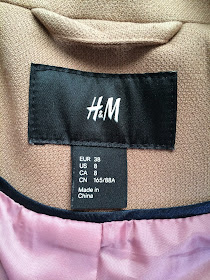 H&M
EUR 38
US 8
CA 8
CN 165/88A
Made in
China